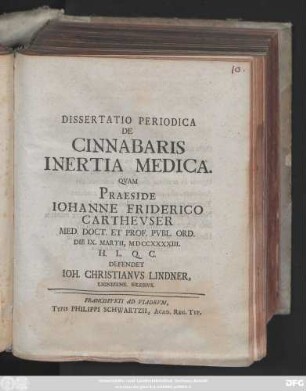 10.
DISSERTATIO PERIODICA
DE
CINNABARIS
INERTIA MEDICA.
QVAM
PRAESIDE
IOHANNE FRIDERICO
CARTHEVSER
MED. DOCT. ET PROF. PVBL. ORD.
DIE IX. MARTII, MDCCXXXXIII.
H. L. Q. C.
DEFENDET
IOH. CHRISTIANVS LINDNER,
FRANCOFVRTI AD VIADRVM,
TYPIS PHILIPPI SCHWARTZII, ACAD. REG. TYP.